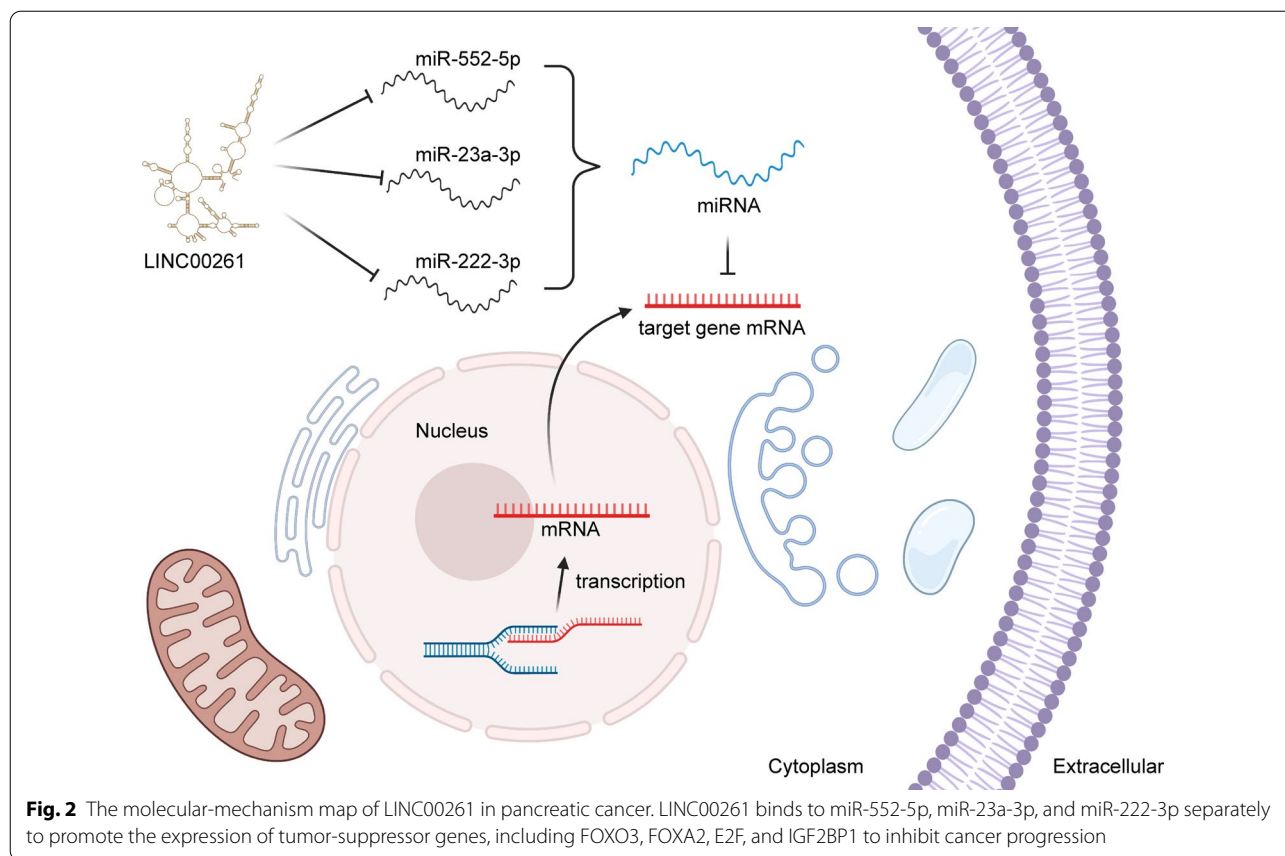 miR-552-5p
miR-23a-3p
miR-222-3p
LINC00261
miRNA
target gene mRNA
Nucleus
mRNA
transcription
Cytoplasm
Extracellular
Fig. 2 The molecular-mechanism map of LINC00261 in pancreatic cancer. LINC00261 binds to miR-552-5p, miR-23a-3p, and miR-222-3p separately
to promote the expression of tumor-suppressor genes, including FOXO3, FOXA2, E2F, and IGF2BP1 to inhibit cancer progression